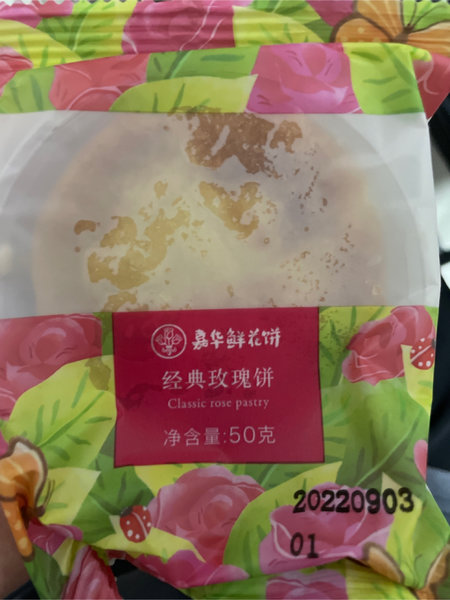 嘉华鲜花饼
经典玫瑰饼
Classic rose pastry
净含量:50克
20220903
01